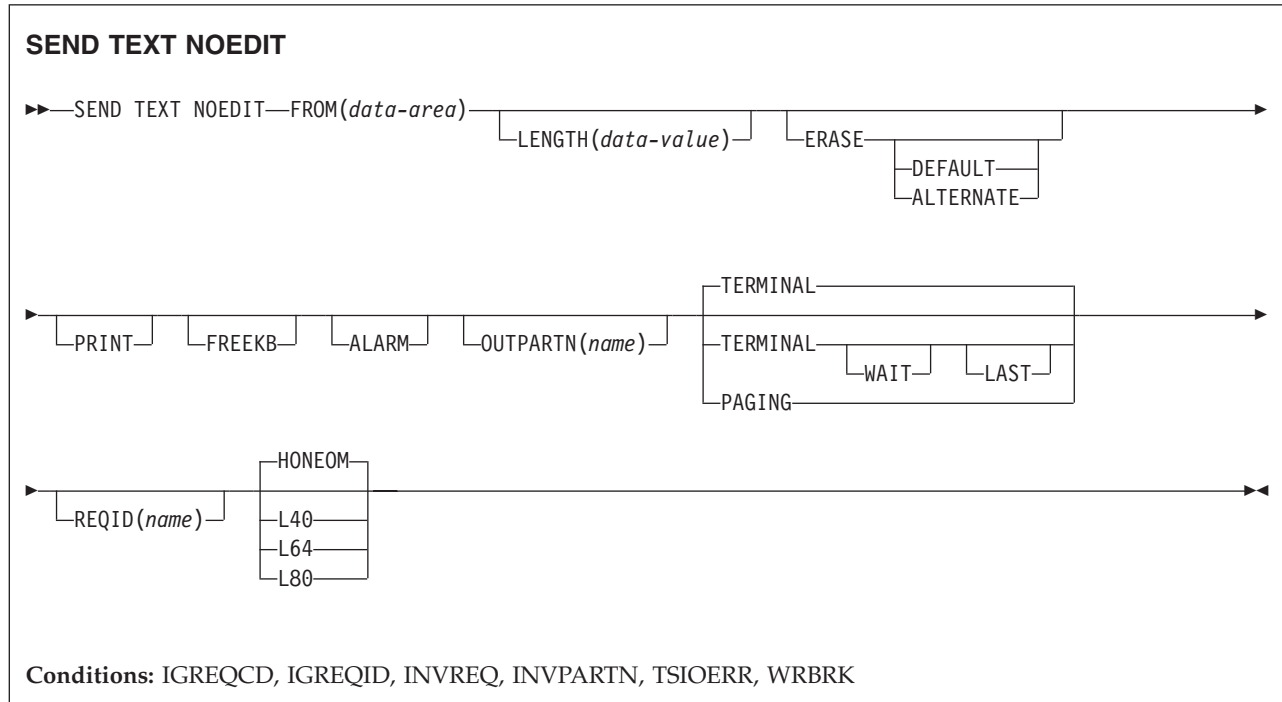 SEND TEXT NOEDIT
SEND TEXT NOEDIT FROM(data-area)
LENGTH(data-value) ERASE
DEFAULT
ALTERNATE
TERMINAL
PRINT FREEKB ALARM OUTPARTN(name) TERMINAL
WAIT LAST
PAGING
HONEOM
REQID(name) L40
L64
L80
Conditions: IGREQCD, IGREQID, INVREQ, INVPARTN, TSIOERR, WRBRK